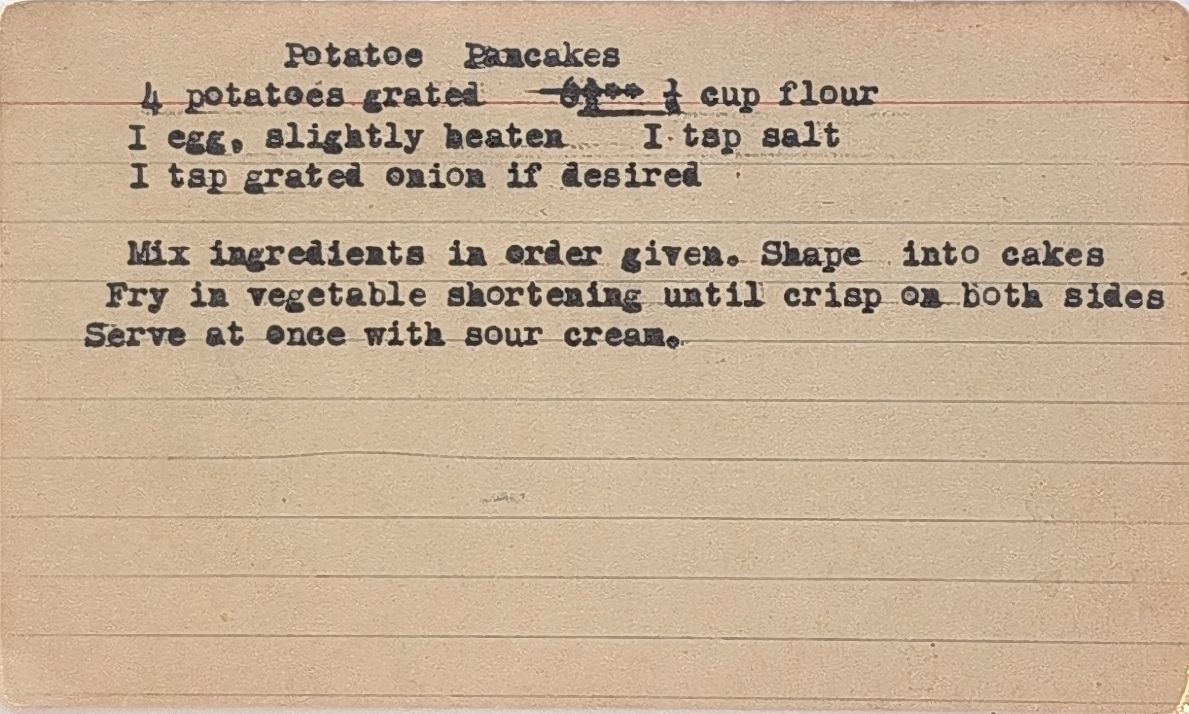 Potatoe Pancakes
4 potatoes grated cup flour
I egg, slightly beaten I tsp salt
I tsp grated onion if desired
Mix ingredients in order given. Shape into cakes
Fry in vegetable shortening until crisp on both sides
Serve at once with sour cream.